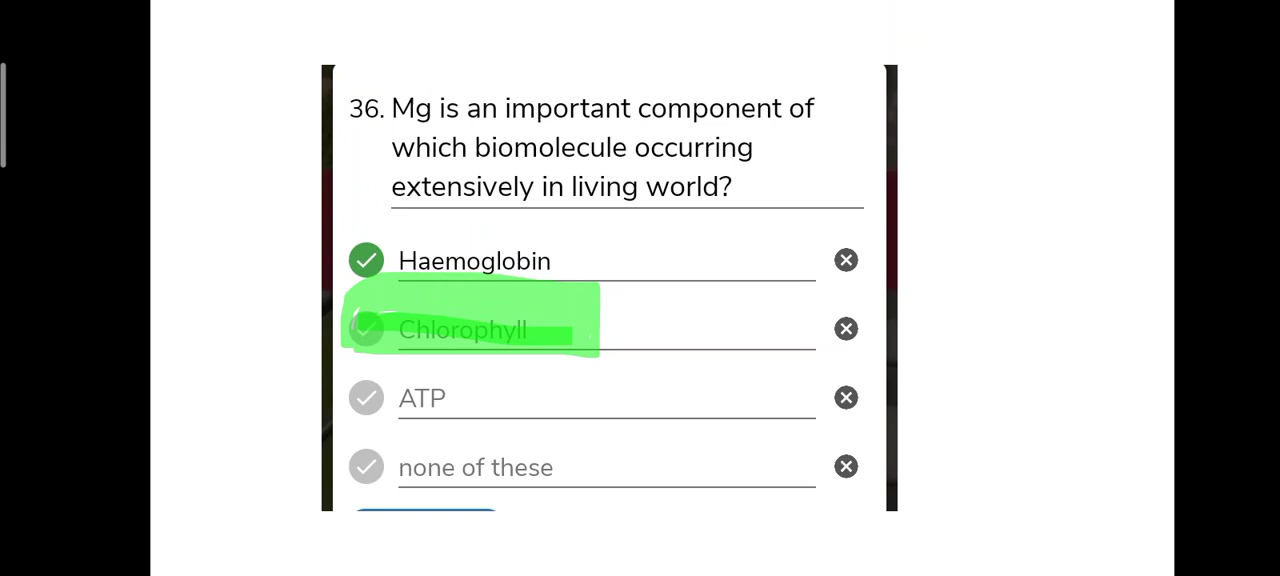 36. Mg is an important component of
which biomolecule occurring
extensively in living world?
Haemoglobin
Chlorophyll
ATP
none of these